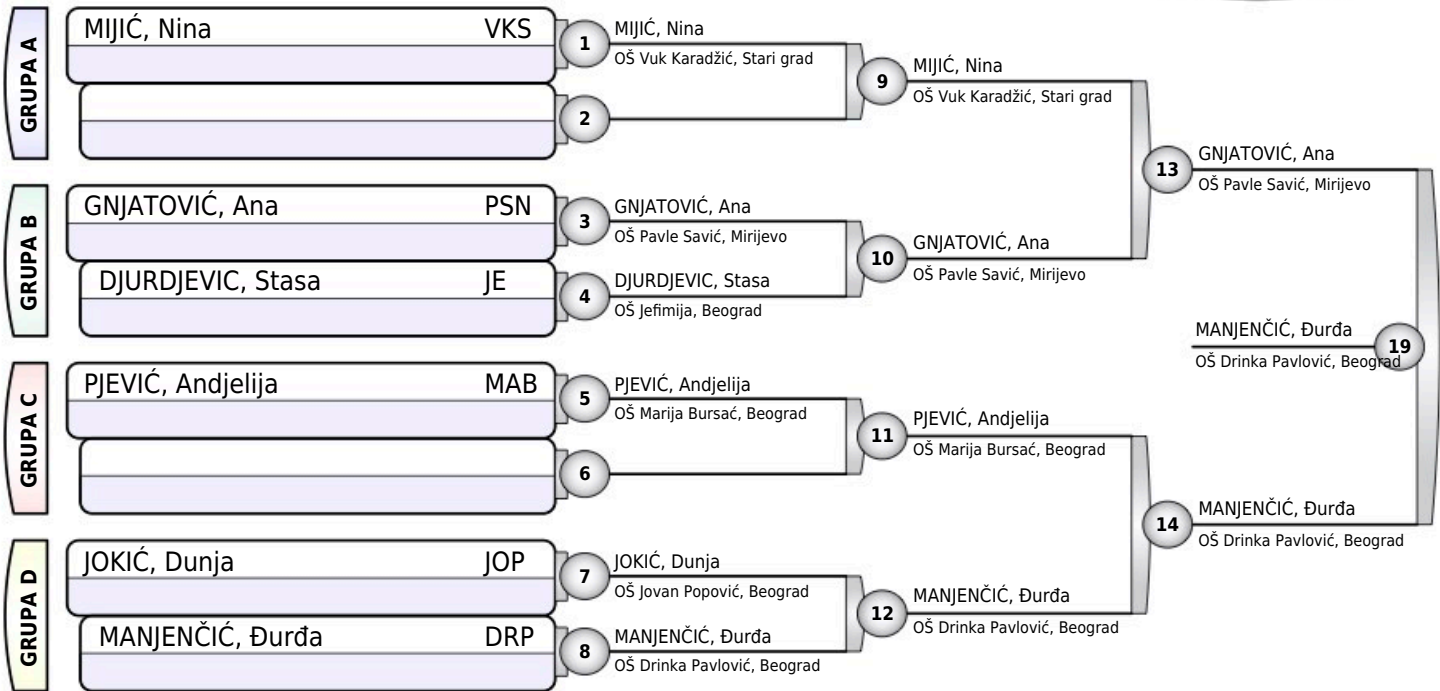 GRUPA A
MIJIĆ, Nina VKS
1
MIJIĆ, Nina
OŠ Vuk Karadžić, Stari grad
2
9
MIJIĆ, Nina
OŠ Vuk Karadžić, Stari grad
GRUPA B
GNJATOVIĆ, Ana PSN
3
GNJATOVIĆ, Ana
OŠ Pavle Savić, Mirijevo
DJURDJEVIC, Stasa JE
4
DJURDJEVIC, Stasa
OŠ Jefimija, Beograd
10
GNJATOVIĆ, Ana
OŠ Pavle Savić, Mirijevo
13
GNJATOVIĆ, Ana
OŠ Pavle Savić, Mirijevo
GRUPA C
PJEVIĆ, Andjelija MAB
5
PJEVIĆ, Andjelija
OŠ Marija Bursać, Beograd
6
11
PJEVIĆ, Andjelija
OŠ Marija Bursać, Beograd
GRUPA D
JOKIĆ, Dunja JOP
7
JOKIĆ, Dunja
OŠ Jovan Popović, Beograd
MANJENČIĆ, Đurđa DRP
8
MANJENČIĆ, Đurđa
OŠ Drinka Pavlović, Beograd
12
MANJENČIĆ, Đurđa
OŠ Drinka Pavlović, Beograd
14
MANJENČIĆ, Đurđa
OŠ Drinka Pavlović, Beograd
MANJENČIĆ, Đurđa
OŠ Drinka Pavlović, Beograd
19